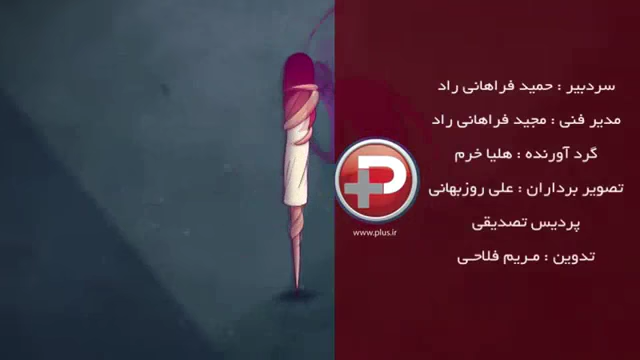 سردبیر : حمید فراهانی راد
مدیر فنی : مجید فراهانی راد
گرد آورنده : هلیا خرم
تصویر برداران : علی روزبهانی
پردیس تصدیقی
تدوین : مریم فلاحی
www.plus.ir